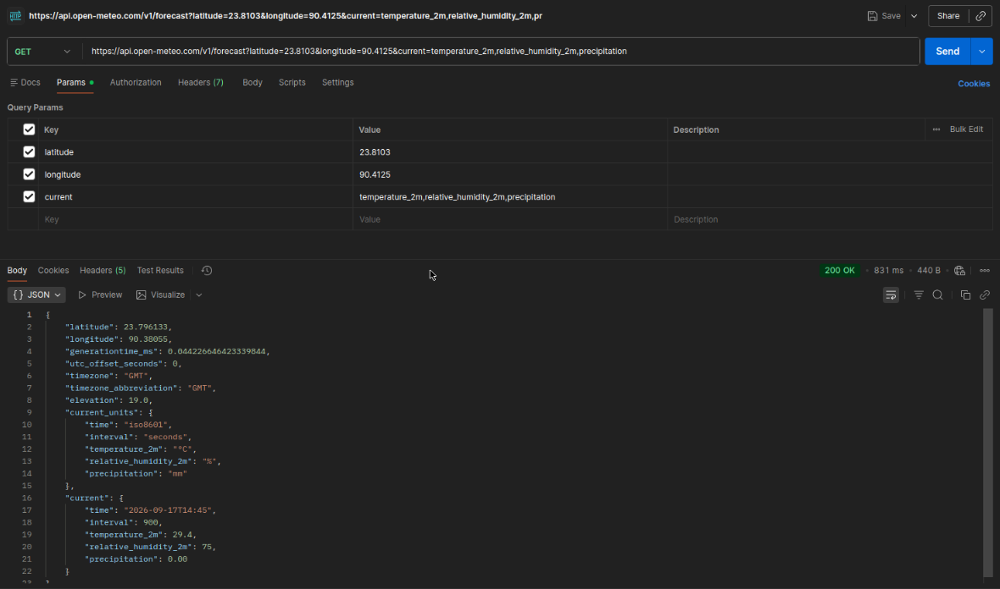 https://api.open-meteo.com/v1/forecast?latitude=23.8103&longitude=90.4125&current=temperature_2m,relative_humidity_2m,pr
Save
Share
GET
https://api.open-meteo.com/v1/forecast?latitude=23.8103&longitude=90.4125&current=temperature_2m,relative_humidity_2m,precipitation
Send
Docs Params Authorization Headers (7) Body Scripts Settings Cookies
Query Params
Key Value Description Bulk Edit
latitude 23.8103
longitude 90.4125
current temperature_2m,relative_humidity_2m,precipitation
Key Value Description
Body Cookies Headers (5) Test Results 200 OK 831 ms 440 B
{} JSON Preview Visualize
1 {
2 "latitude": 23.796133,
3 "longitude": 90.38055,
4 "generationtime_ms": 0.044226646423339844,
5 "utc_offset_seconds": 0,
6 "timezone": "GMT",
7 "timezone_abbreviation": "GMT",
8 "elevation": 19.0,
9 "current_units": {
10 "time": "iso8601",
11 "interval": "seconds",
12 "temperature_2m": "°C",
13 "relative_humidity_2m": "%",
14 "precipitation": "mm"
15 },
16 "current": {
17 "time": "2026-09-17T14:45",
18 "interval": 900,
19 "temperature_2m": 29.4,
20 "relative_humidity_2m": 75,
21 "precipitation": 0.00
22 }
23 }